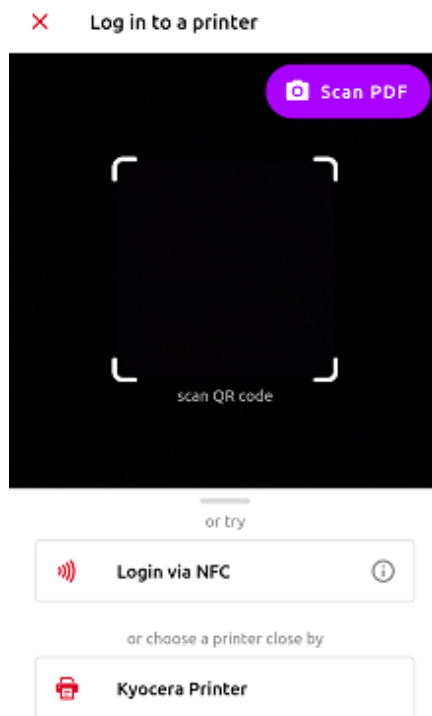 Log in to a printer
Scan PDF
scan QR code
or try
Login via NFC
or choose a printer close by
Kyocera Printer